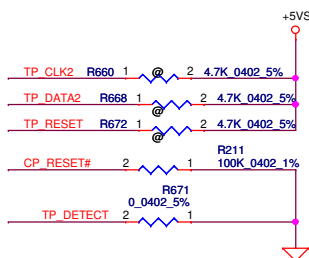 +5VS
TP_CLK2 R660 1 @ 2 4.7K_0402_5%
TP_DATA2 R668 1 @ 2 4.7K_0402_5%
TP_RESET R672 1 @ 2 4.7K_0402_5%
R211
CP_RESET# 2 1 100K_0402_1%
R671
0_0402_5%
TP_DETECT 2 1